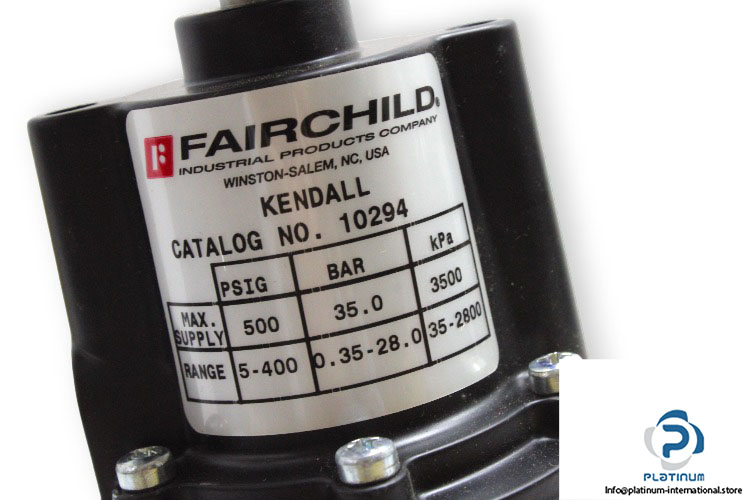 FAIRCHILD®
INDUSTRIAL PRODUCTS COMPANY
WINSTON-SALEM, NC, USA
KENDALL
CATALOG NO. 10294
PSIG BAR kPa
MAX. SUPPLY 500 35.0 3500
RANGE 5-400 0.35-28.0 35-2800
PLATINUM
Info@platinum-international.store